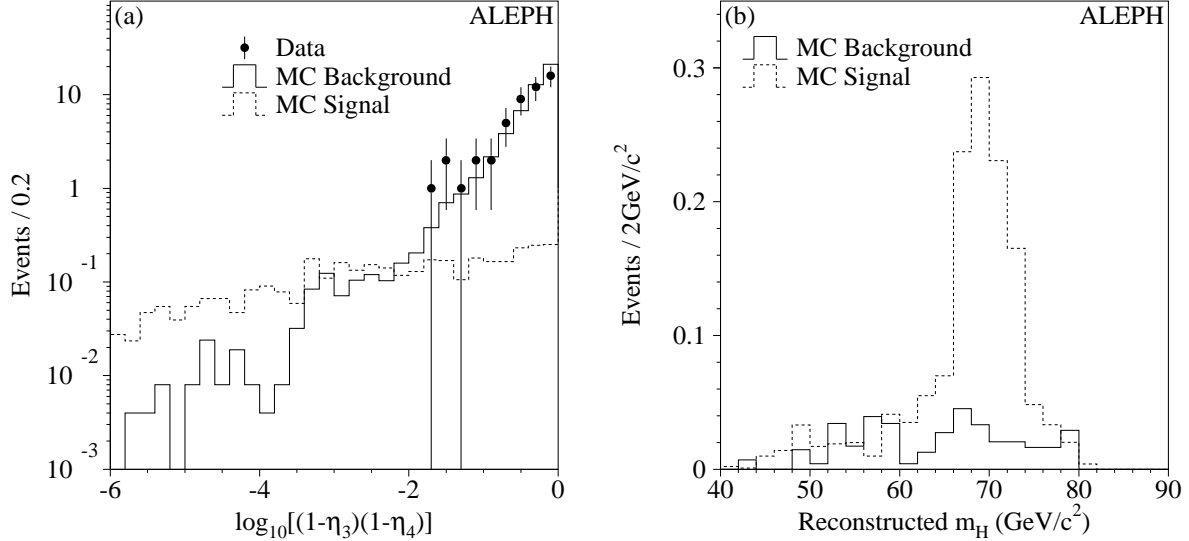 (a)
ALEPH
Data
MC Background
MC Signal
Events / 0.2
10
1
10 -1
10 -2
10 -3
-6
-4
-2
0
log10[(1-η3)(1-η4)]
(b)
ALEPH
MC Background
MC Signal
Events / 2GeV/c²
0.3
0.2
0.1
0
40
50
60
70
80
90
Reconstructed mH (GeV/c²)